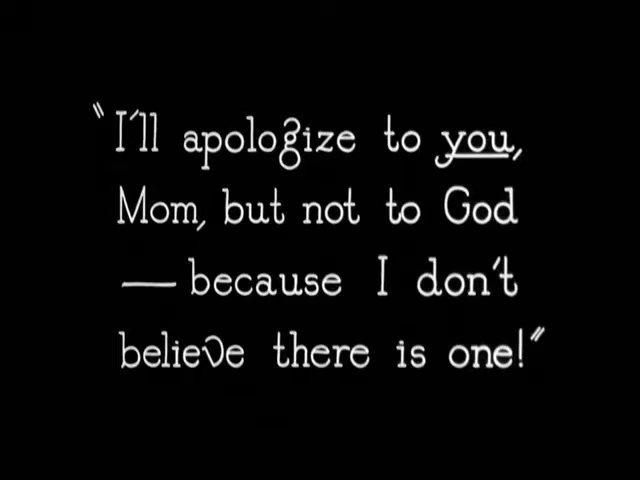 "I'll apologize to you,
Mom, but not to God
— because I don't
believe there is one!"